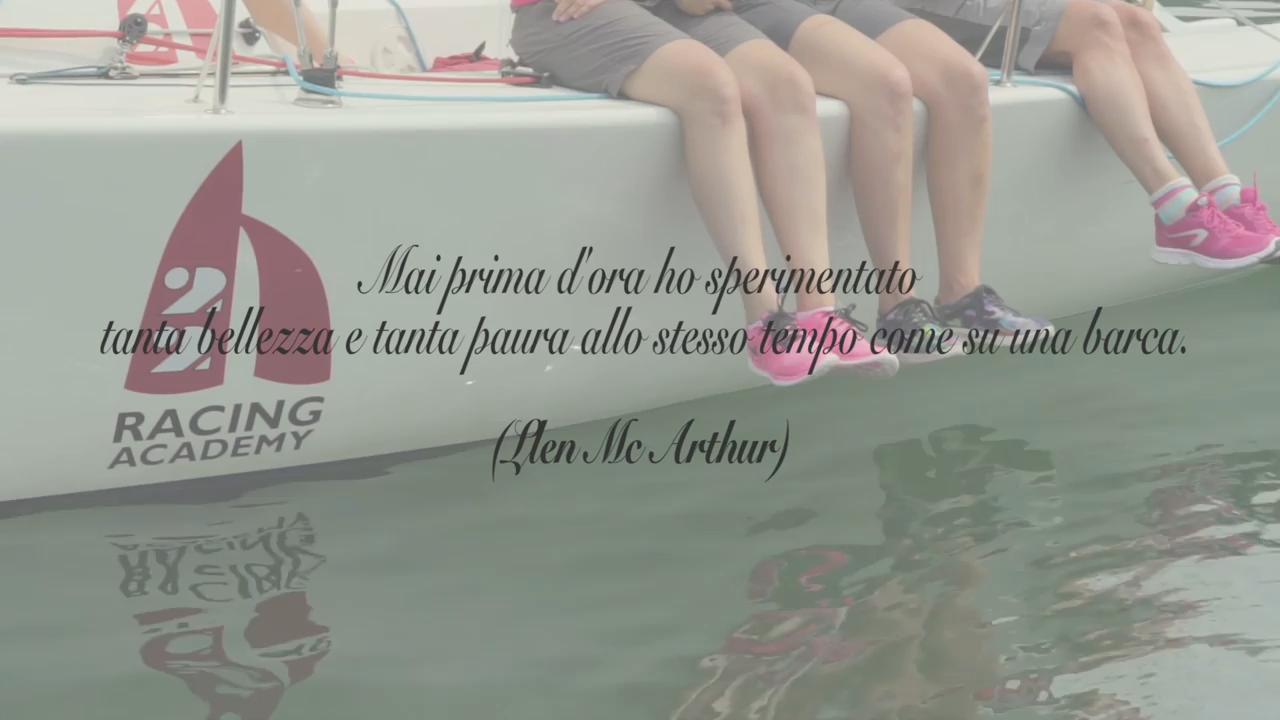 Mai prima d'ora ho sperimentato
tanta bellezza e tanta paura allo stesso tempo come su una barca.
(Ellen Mc Arthur)
22
RACING
ACADEMY